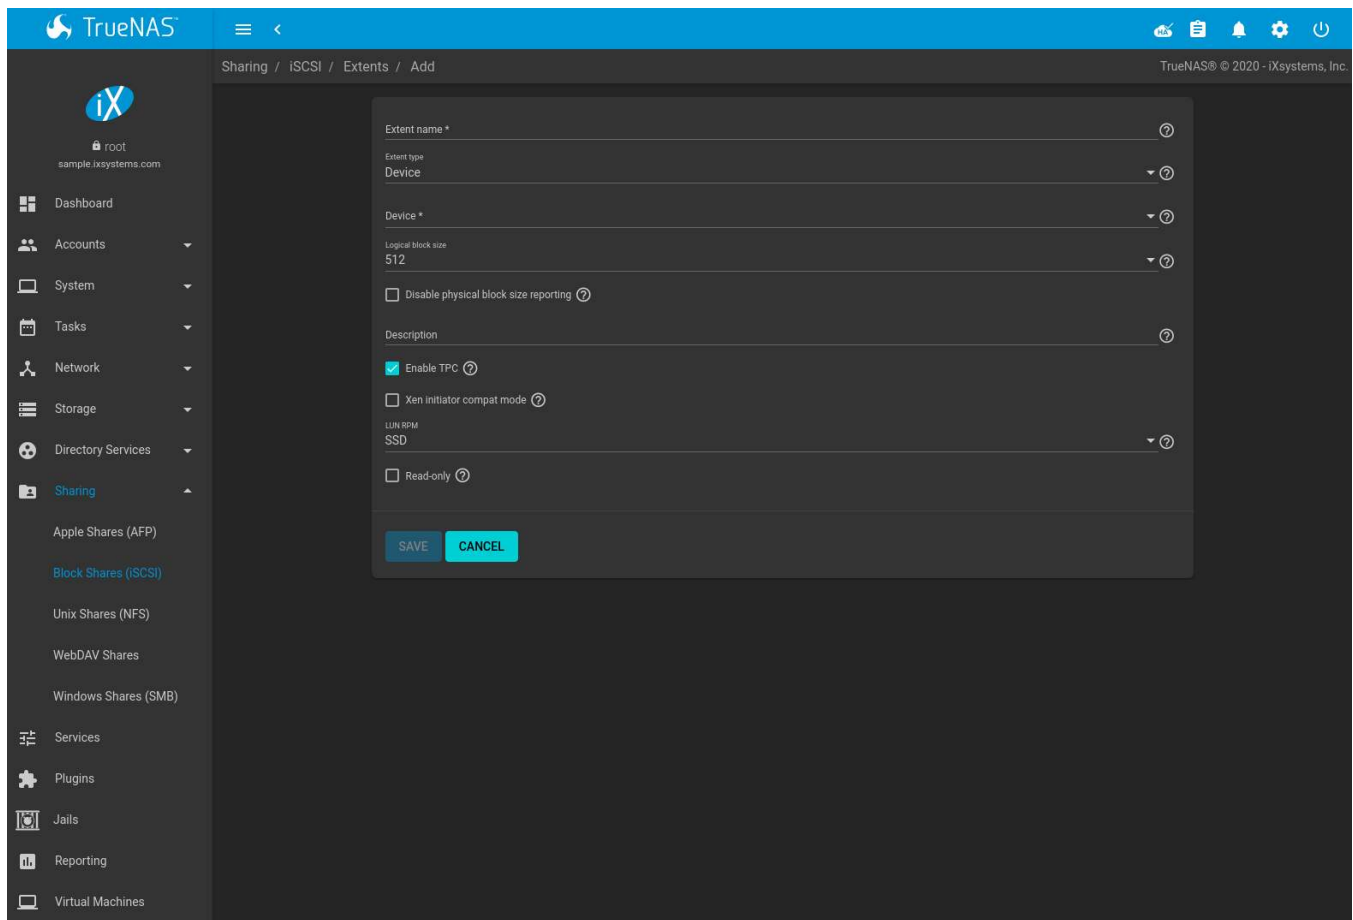 TrueNAS™
HA
Sharing / iSCSI / Extents / Add
TrueNAS® © 2020 - iXsystems, Inc.
iX
root
sample.ixsystems.com
Dashboard
Accounts
System
Tasks
Network
Storage
Directory Services
Sharing
Apple Shares (AFP)
Block Shares (iSCSI)
Unix Shares (NFS)
WebDAV Shares
Windows Shares (SMB)
Services
Plugins
Jails
Reporting
Virtual Machines
Extent name *
Extent type
Device
Device *
Logical block size
512
Disable physical block size reporting
Description
Enable TPC
Xen initiator compat mode
LUN RPM
SSD
Read-only
SAVE CANCEL